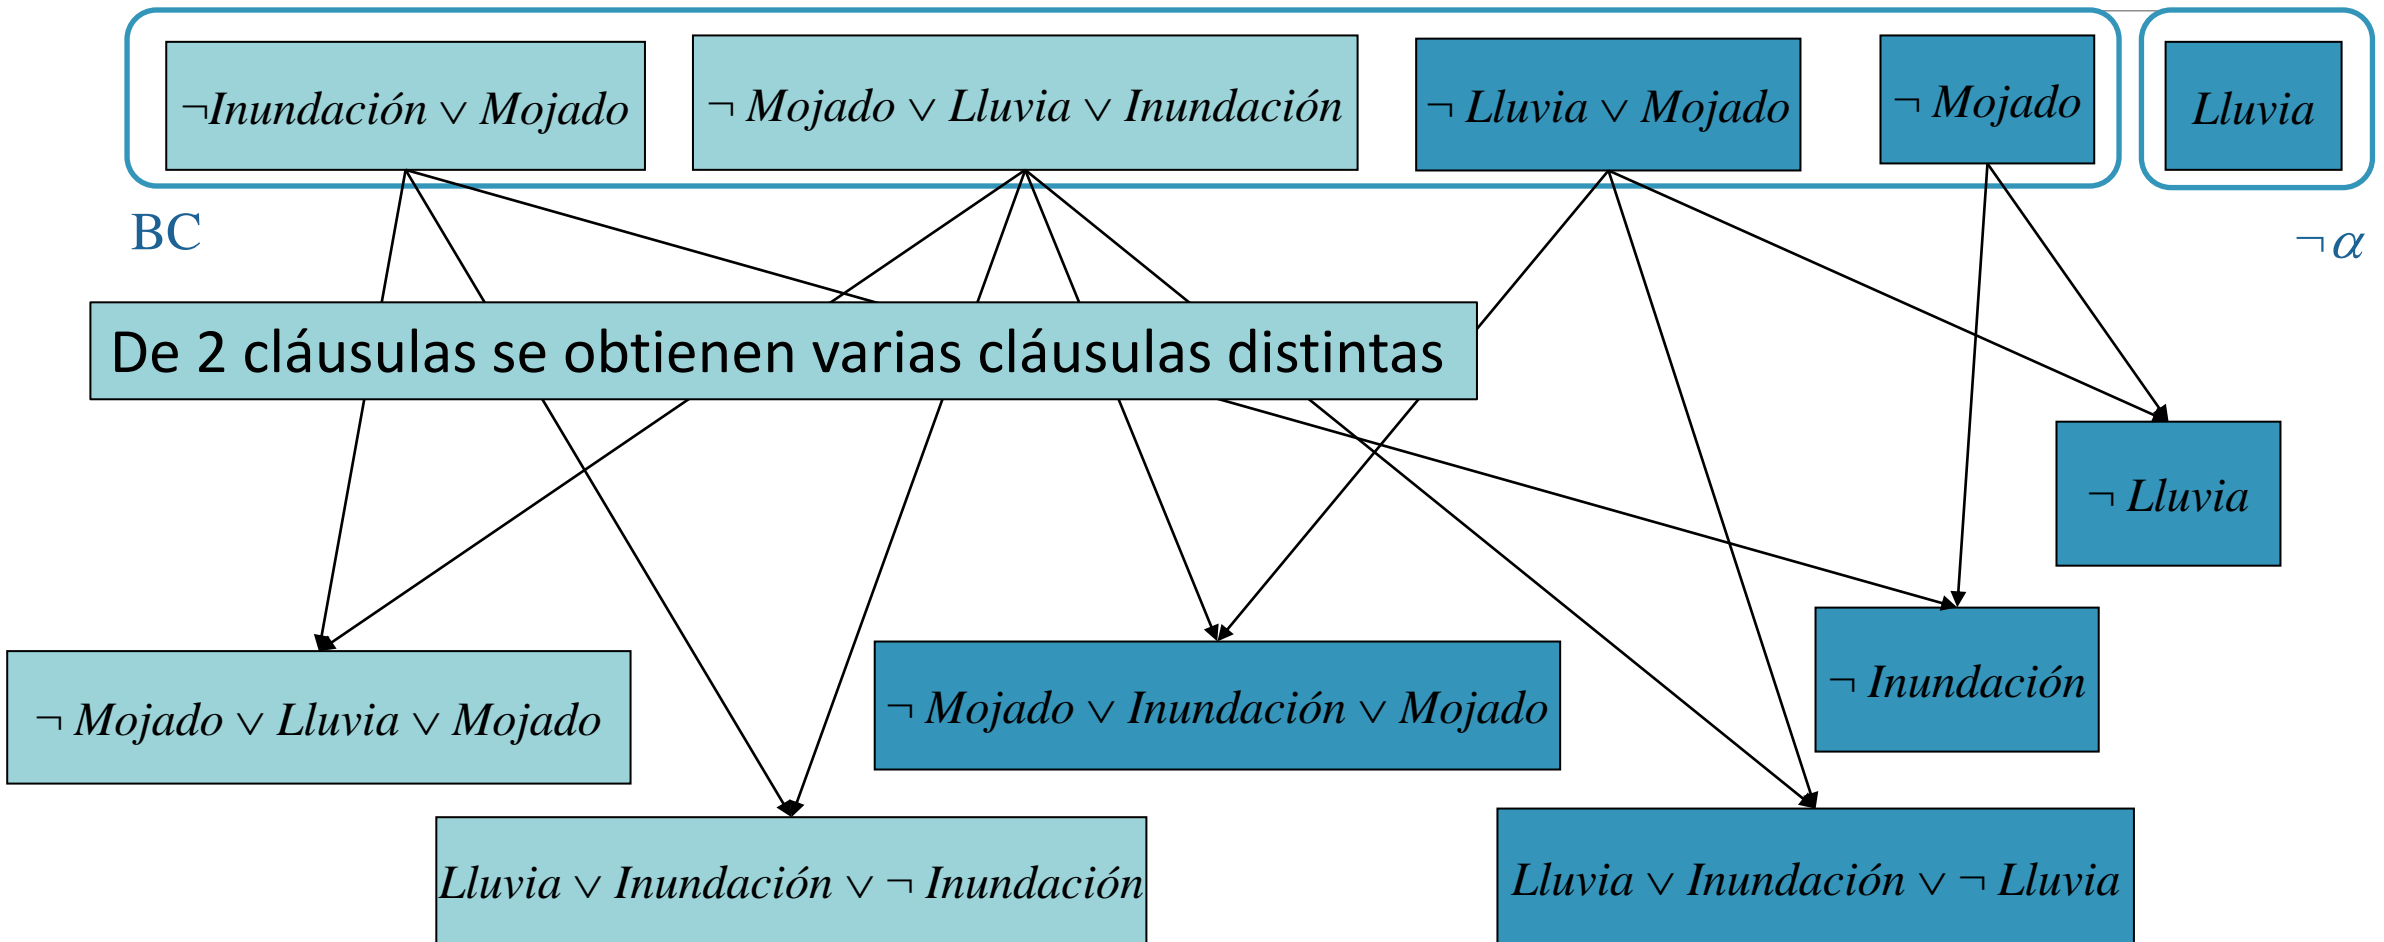 ¬Inundación ∨ Mojado
¬ Mojado ∨ Lluvia ∨ Inundación
¬ Lluvia ∨ Mojado
¬ Mojado
Lluvia
BC
¬α
De 2 cláusulas se obtienen varias cláusulas distintas
¬ Lluvia
¬ Mojado ∨ Lluvia ∨ Mojado
¬ Mojado ∨ Inundación ∨ Mojado
¬ Inundación
Lluvia ∨ Inundación ∨ ¬ Inundación
Lluvia ∨ Inundación ∨ ¬ Lluvia